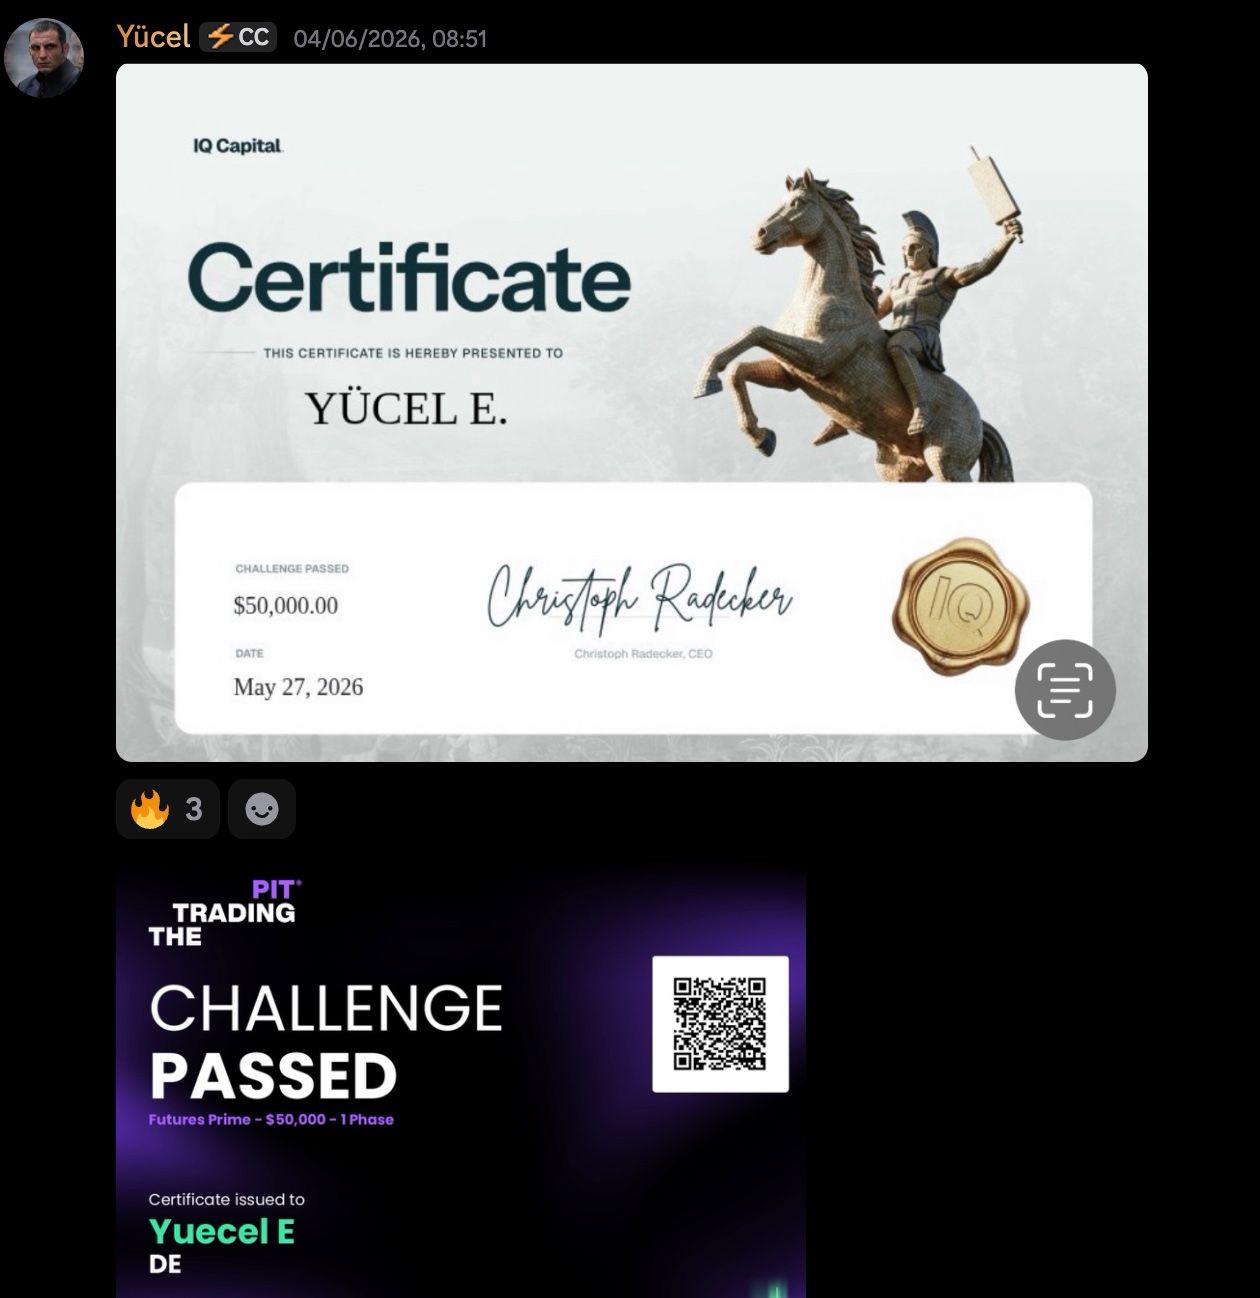 Yücel ⚡CC 04/06/2026, 08:51
IQ Capital
Certificate
THIS CERTIFICATE IS HEREBY PRESENTED TO
YÜCEL E.
CHALLENGE PASSED
$50,000.00
DATE
May 27, 2026
Christoph Radecker
Christoph Radecker, CEO
IQ
🔥 3
PIT®
TRADING
THE
CHALLENGE
PASSED
Futures Prime - $50,000 - 1 Phase
Certificate issued to
Yuecel E
DE